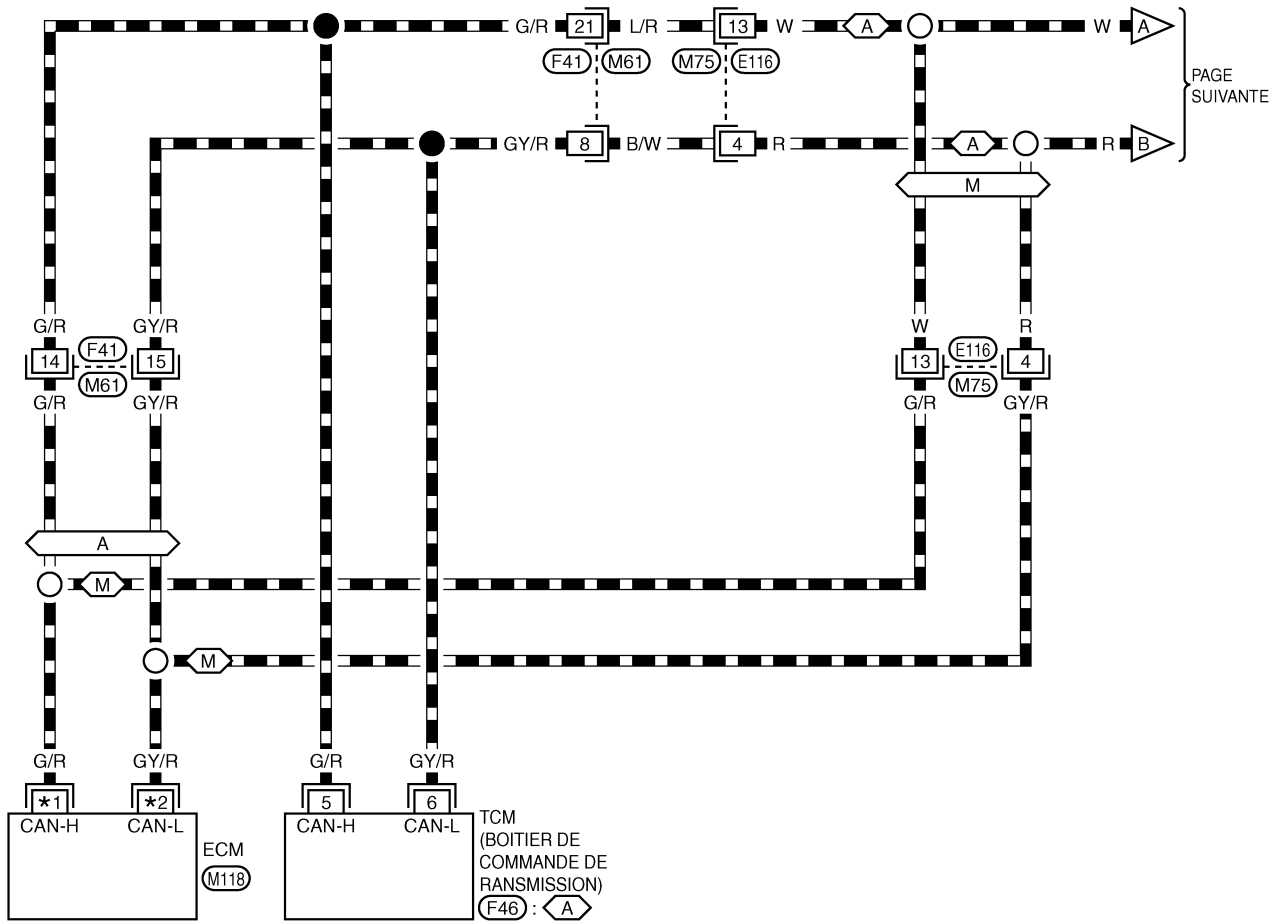 G/R 21 L/R 13 W A W A
F41 M61 M75 E116
PAGE
SUIVANTE
GY/R 8 B/W 4 R A R B
M
G/R GY/R W R
14 F41 15 13 E116 4
M61 M75
G/R GY/R G/R GY/R
A
M
M
G/R GY/R G/R GY/R
*1 *2 5 6
CAN-H CAN-L CAN-H CAN-L
ECM
M118
TCM
(BOITIER DE
COMMANDE DE
RANSMISSION)
F46 : A